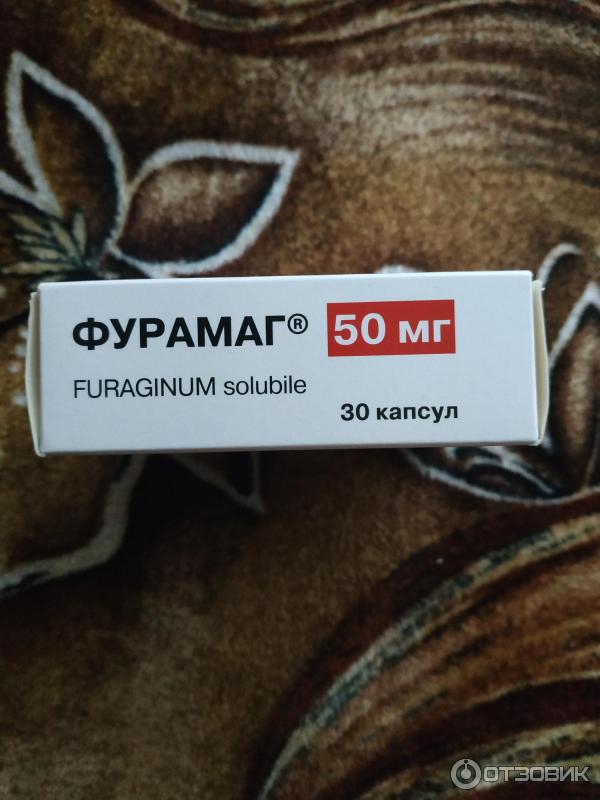 ФУРАМАГ® 50 мг
FURAGINUM solubile
30 капсул
ОТЗОВИК